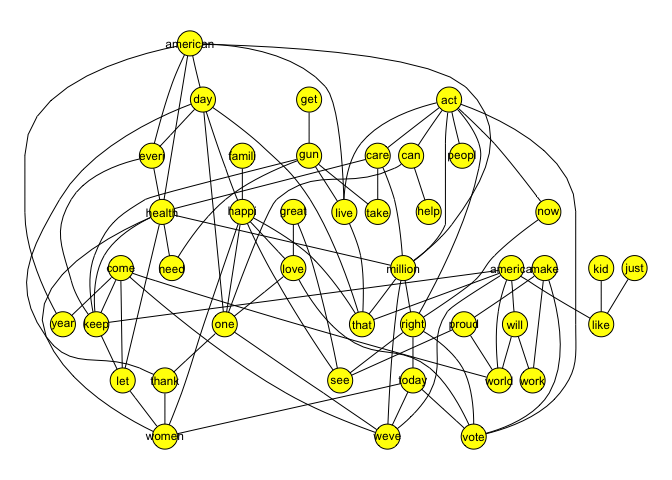 american
day get act
everi famil gun care can peopl
health happi great live take help now
come need love million america make kid just
year keep one that right proud will like
let thank see today world work
women weve vote